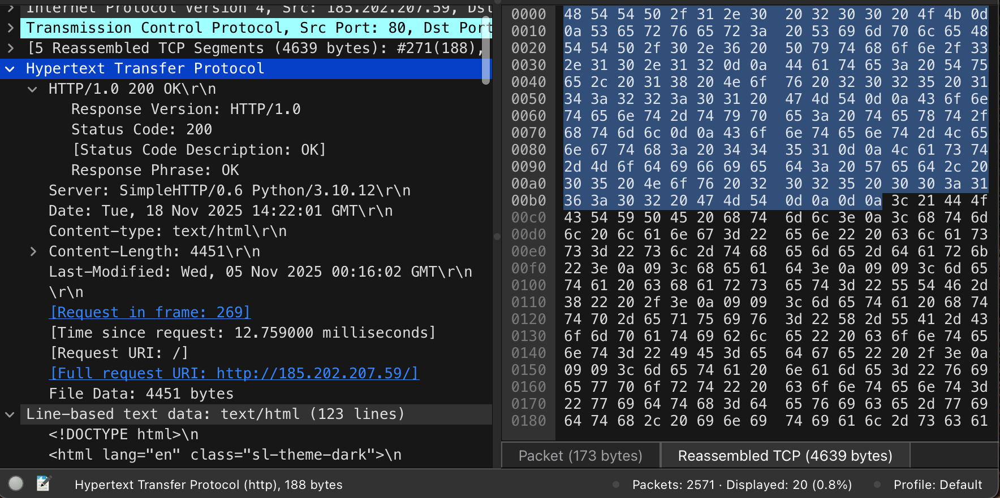 Internet Protocol Version 4, Src: 185.202.207.59, Dst
Transmission Control Protocol, Src Port: 80, Dst Port
[5 Reassembled TCP Segments (4639 bytes): #271(188),
Hypertext Transfer Protocol
HTTP/1.0 200 OK\r\n
Response Version: HTTP/1.0
Status Code: 200
[Status Code Description: OK]
Response Phrase: OK
Server: SimpleHTTP/0.6 Python/3.10.12\r\n
Date: Tue, 18 Nov 2025 14:22:01 GMT\r\n
Content-type: text/html\r\n
Content-Length: 4451\r\n
Last-Modified: Wed, 05 Nov 2025 00:16:02 GMT\r\n
\r\n
[Request in frame: 269]
[Time since request: 12.759000 milliseconds]
[Request URI: /]
[Full request URI: http://185.202.207.59/]
File Data: 4451 bytes
Line-based text data: text/html (123 lines)
<!DOCTYPE html>\n
<html lang="en" class="sl-theme-dark">\n
0000 48 54 54 50 2f 31 2e 30 20 32 30 30 20 4f 4b 0d
0010 0a 53 65 72 76 65 72 3a 20 53 69 6d 70 6c 65 48
0020 54 54 50 2f 30 2e 36 20 50 79 74 68 6f 6e 2f 33
0030 2e 31 30 2e 31 32 0d 0a 44 61 74 65 3a 20 54 75
0040 65 2c 20 31 38 20 4e 6f 76 20 32 30 32 35 20 31
0050 34 3a 32 32 3a 30 31 20 47 4d 54 0d 0a 43 6f 6e
0060 74 65 6e 74 2d 74 79 70 65 3a 20 74 65 78 74 2f
0070 68 74 6d 6c 0d 0a 43 6f 6e 74 65 6e 74 2d 4c 65
0080 6e 67 74 68 3a 20 34 34 35 31 0d 0a 4c 61 73 74
0090 2d 4d 6f 64 69 66 69 65 64 3a 20 57 65 64 2c 20
00a0 30 35 20 4e 6f 76 20 32 30 32 35 20 30 30 3a 31
00b0 36 3a 30 32 20 47 4d 54 0d 0a 0d 0a 3c 21 44 4f
00c0 43 54 59 50 45 20 68 74 6d 6c 3e 0a 3c 68 74 6d
00d0 6c 20 6c 61 6e 67 3d 22 65 6e 22 20 63 6c 61 73
00e0 73 3d 22 73 6c 2d 74 68 65 6d 65 2d 64 61 72 6b
00f0 22 3e 0a 09 3c 68 65 61 64 3e 0a 09 09 3c 6d 65
0100 74 61 20 63 68 61 72 73 65 74 3d 22 55 54 46 2d
0110 38 22 20 2f 3e 0a 09 09 3c 6d 65 74 61 20 68 74
0120 74 70 2d 65 71 75 69 76 3d 22 58 2d 55 41 2d 43
0130 6f 6d 70 61 74 69 62 6c 65 22 20 63 6f 6e 74 65
0140 6e 74 3d 22 49 45 3d 65 64 67 65 22 20 2f 3e 0a
0150 09 09 3c 6d 65 74 61 20 6e 61 6d 65 3d 22 76 69
0160 65 77 70 6f 72 74 22 20 63 6f 6e 74 65 6e 74 3d
0170 22 77 69 64 74 68 3d 64 65 76 69 63 65 2d 77 69
0180 64 74 68 2c 20 69 6e 69 74 69 61 6c 2d 73 63 61
Packet (173 bytes) Reassembled TCP (4639 bytes)
Hypertext Transfer Protocol (http), 188 bytes Packets: 2571 · Displayed: 20 (0.8%) Profile: Default